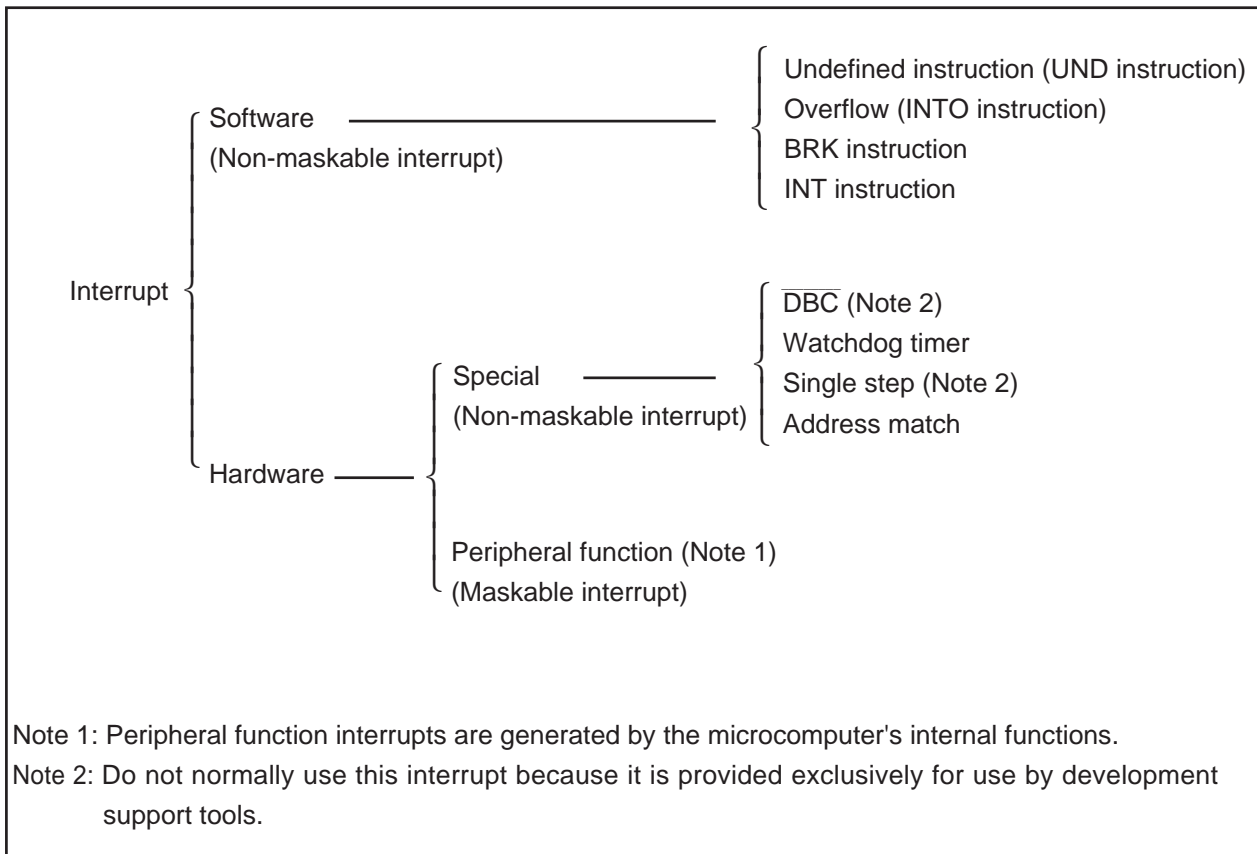 Undefined instruction (UND instruction)
Software
Overflow (INTO instruction)
(Non-maskable interrupt)
BRK instruction
INT instruction
Interrupt
DBC (Note 2)
Watchdog timer
Special
Single step (Note 2)
(Non-maskable interrupt)
Address match
Hardware
Peripheral function (Note 1)
(Maskable interrupt)
Note 1: Peripheral function interrupts are generated by the microcomputer's internal functions.
Note 2: Do not normally use this interrupt because it is provided exclusively for use by development
support tools.